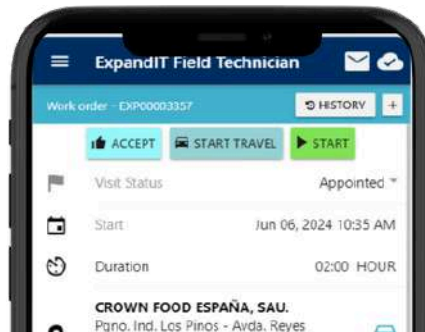 ExpandIT Field Technician
Work order - EXP00003357
HISTORY +
ACCEPT START TRAVEL START
Visit Status Appointed
Start Jun 06, 2024 10:35 AM
Duration 02:00 HOUR
CROWN FOOD ESPAÑA, SAU.
Pgno. Ind. Los Pinos - Avda. Reyes